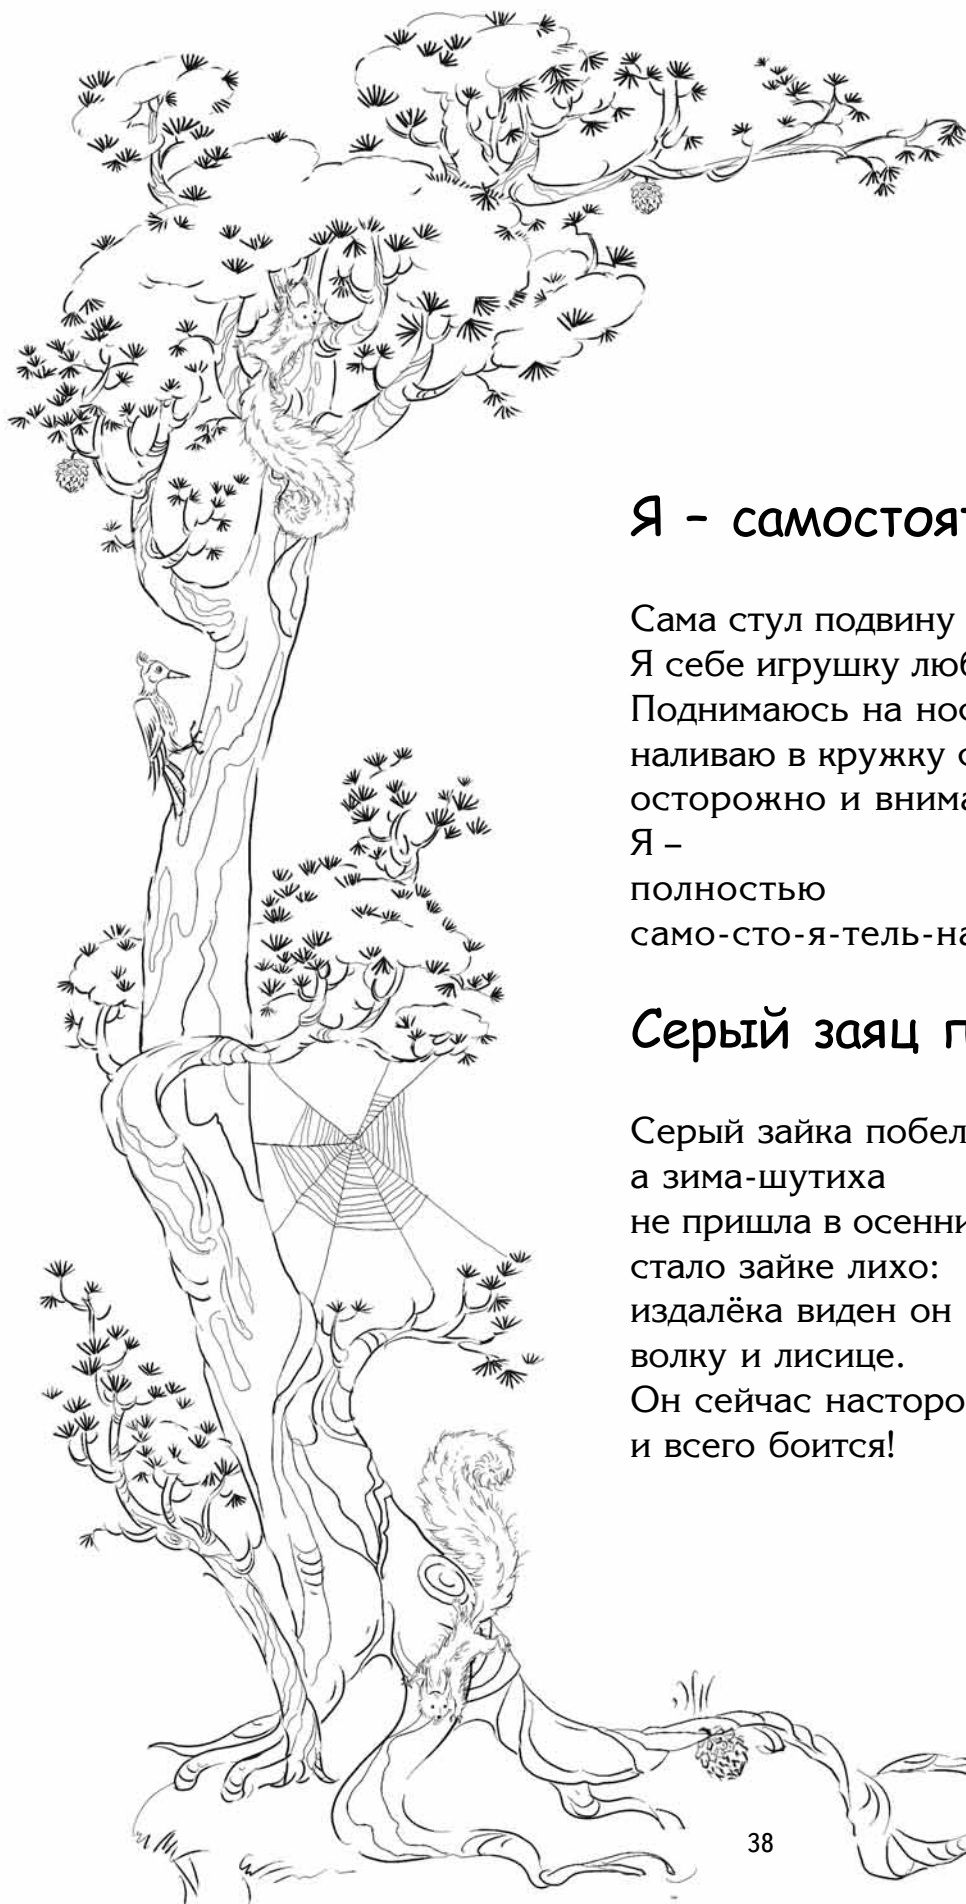 Я – самостоят
Сама стул подвину
Я себе игрушку люб
Поднимаюсь на нос
наливаю в кружку с
осторожно и внима
Я –
полностью
само-сто-я-тель-на
Серый заяц п
Серый зайка побел
а зима-шутиха
не пришла в осенни
стало зайке лихо:
издалёка виден он
волку и лисице.
Он сейчас насторо
и всего боится!
38